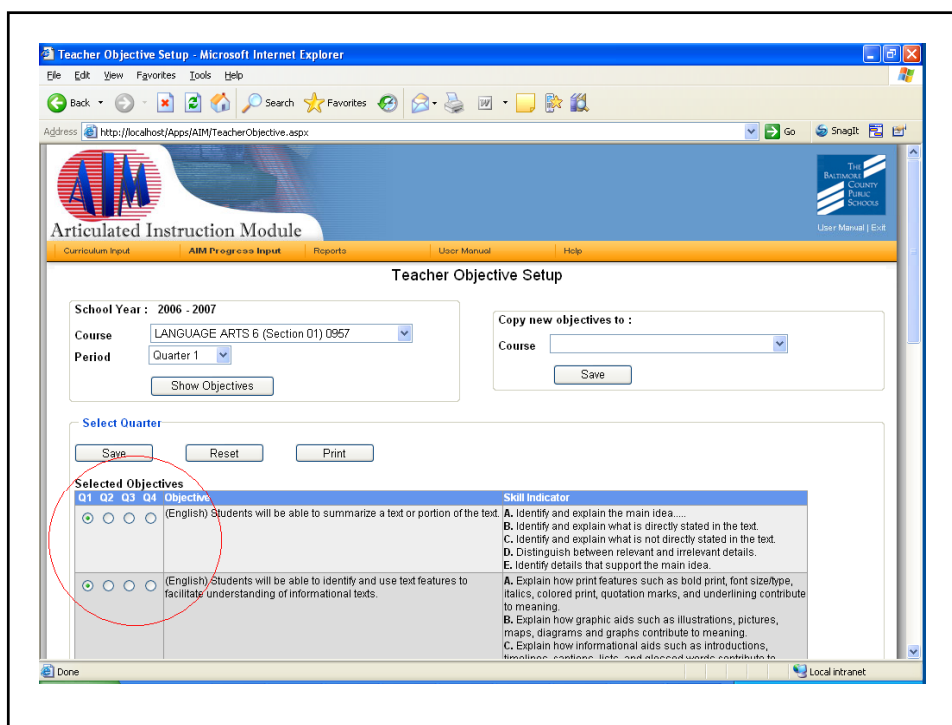 Teacher Objective Setup - Microsoft Internet Explorer
File Edit View Favorites Tools Help
Back Search Favorites
Address http://localhost/Apps/AIM/TeacherObjective.aspx Go SnagIt
AIM
Articulated Instruction Module
THE
BALTIMORE
COUNTY
PUBLIC
SCHOOLS
User Manual | Exit
Curriculum Input AIM Progress Input Reports User Manual Help
Teacher Objective Setup
School Year : 2006 - 2007
Course LANGUAGE ARTS 6 (Section 01) 0957
Period Quarter 1
Show Objectives
Copy new objectives to :
Course
Save
Select Quarter
Save Reset Print
Selected Objectives
Q1 Q2 Q3 Q4 Objective Skill Indicator
(English) Students will be able to summarize a text or portion of the text.
A. Identify and explain the main idea.....
B. Identify and explain what is directly stated in the text.
C. Identify and explain what is not directly stated in the text.
D. Distinguish between relevant and irrelevant details.
E. Identify details that support the main idea.
(English) Students will be able to identify and use text features to
facilitate understanding of informational texts.
A. Explain how print features such as bold print, font size/type,
italics, colored print, quotation marks, and underlining contribute
to meaning.
B. Explain how graphic aids such as illustrations, pictures,
maps, diagrams and graphs contribute to meaning.
C. Explain how informational aids such as introductions,
timelines, captions, lists, and glossed words contribute to
Done Local intranet